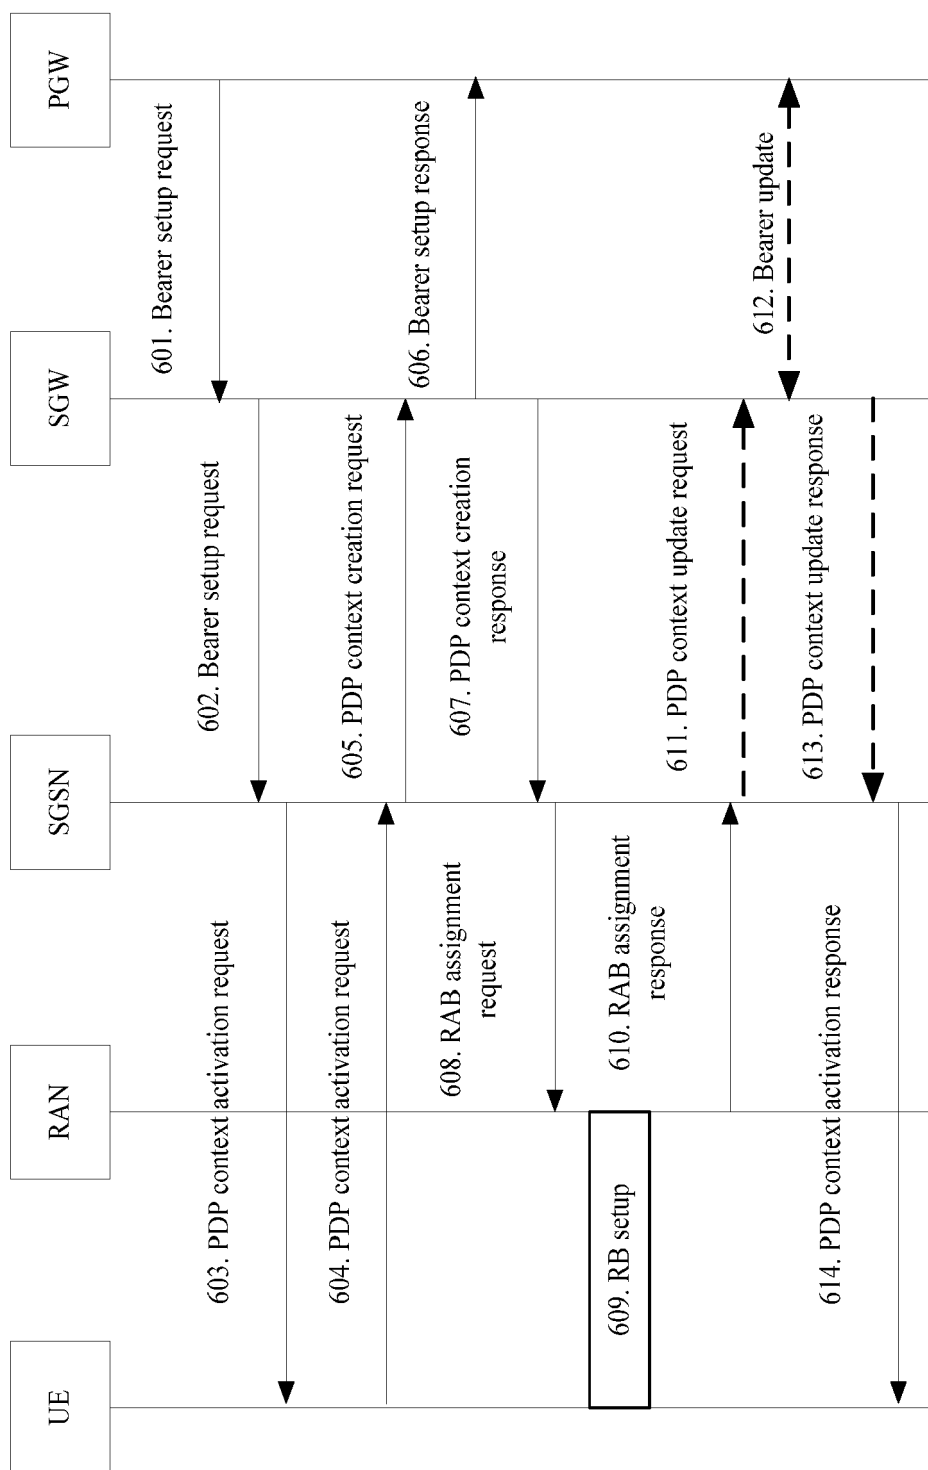 UE
RAN
SGSN
SGW
PGW
601. Bearer setup request
602. Bearer setup request
603. PDP context activation request
604. PDP context activation request
605. PDP context creation request
606. Bearer setup response
607. PDP context creation
response
608. RAB assignment
request
609. RB setup
610. RAB assignment
response
611. PDP context update request
612. Bearer update
613. PDP context update response
614. PDP context activation response